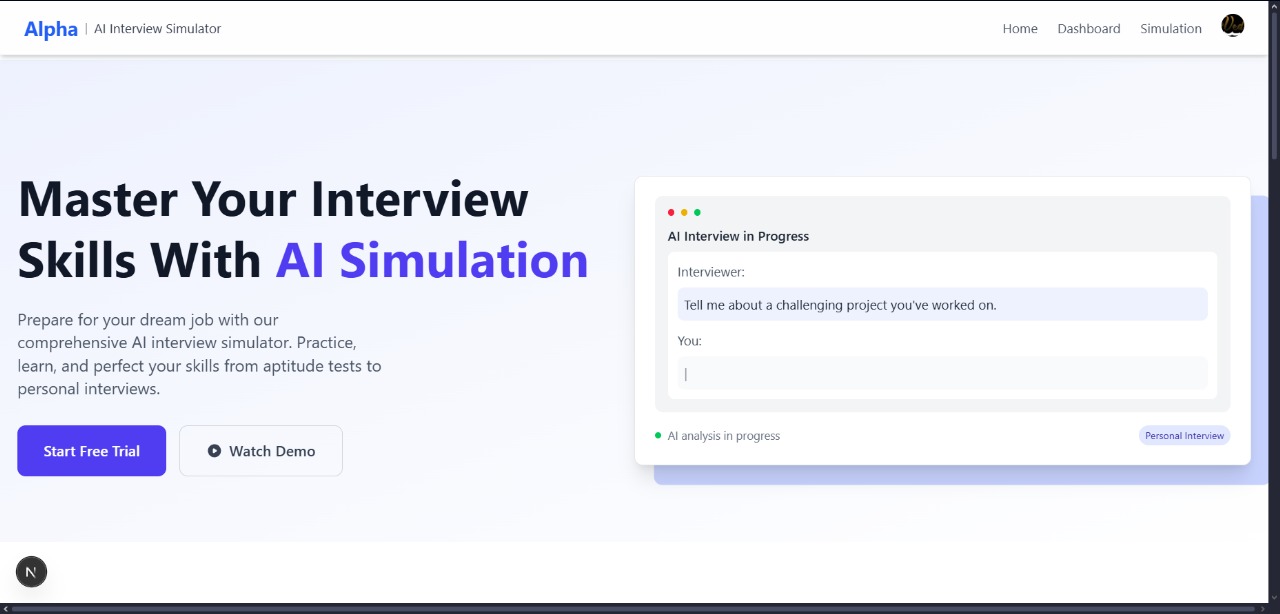 Alpha | AI Interview Simulator
Home
Dashboard
Simulation
Master Your Interview
Skills With AI Simulation
Prepare for your dream job with our
comprehensive AI interview simulator. Practice,
learn, and perfect your skills from aptitude tests to
personal interviews.
Start Free Trial
Watch Demo
AI Interview in Progress
Interviewer:
Tell me about a challenging project you've worked on.
You:
|
AI analysis in progress
Personal Interview
N